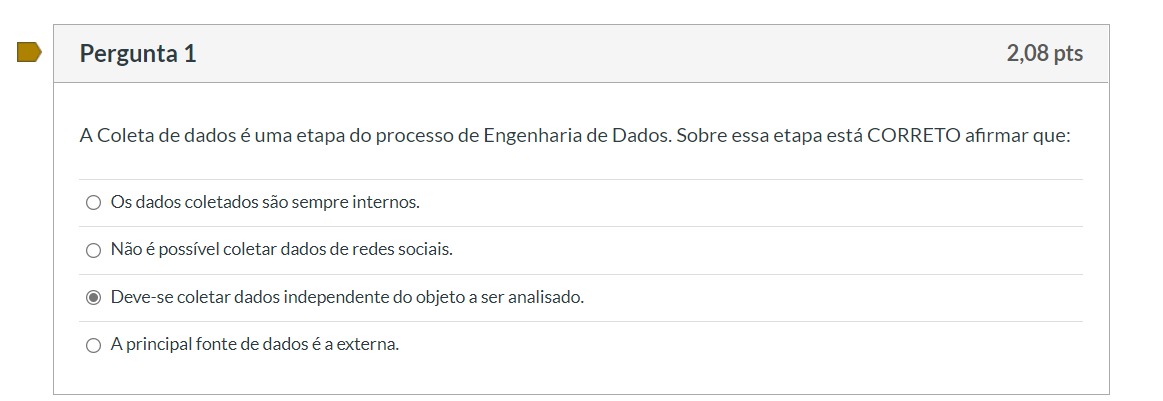 Pergunta 1
2,08 pts
A Coleta de dados é uma etapa do processo de Engenharia de Dados. Sobre essa etapa está CORRETO afirmar que:
Os dados coletados são sempre internos.
Não é possível coletar dados de redes sociais.
Deve-se coletar dados independente do objeto a ser analisado.
A principal fonte de dados é a externa.